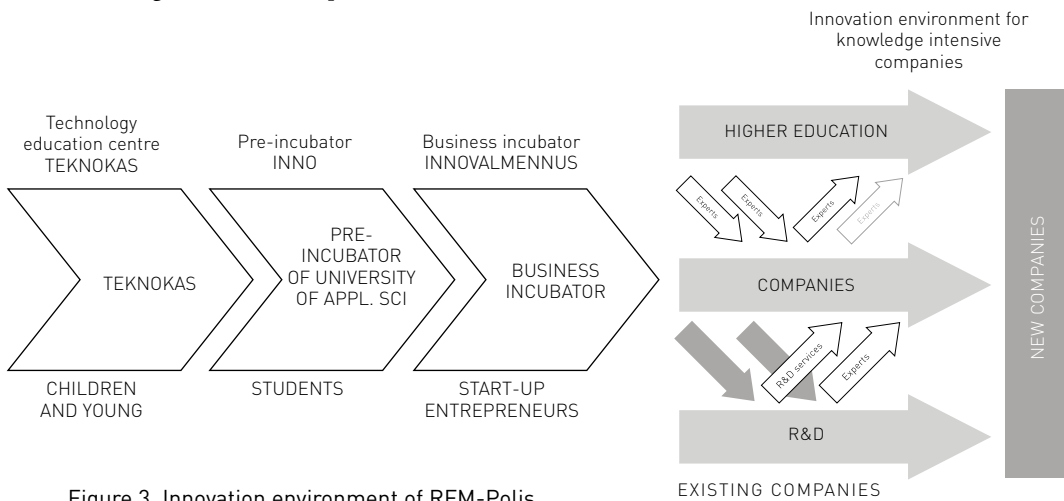 Innovation environment for
knowledge intensive
companies
Technology
education centre
TEKNOKAS
Pre-incubator
INNO
Business incubator
INNOVALMENNUS
TEKNOKAS
PRE-
INCUBATOR
OF UNIVERSITY
OF APPL. SCI
BUSINESS
INCUBATOR
CHILDREN
AND YOUNG
STUDENTS
START-UP
ENTREPRENEURS
HIGHER EDUCATION
Experts
Experts
Experts
Experts
COMPANIES
R&D services
Experts
R&D
EXISTING COMPANIES
NEW COMPANIES
Figure 3. Innovation environment of RFM-Polis